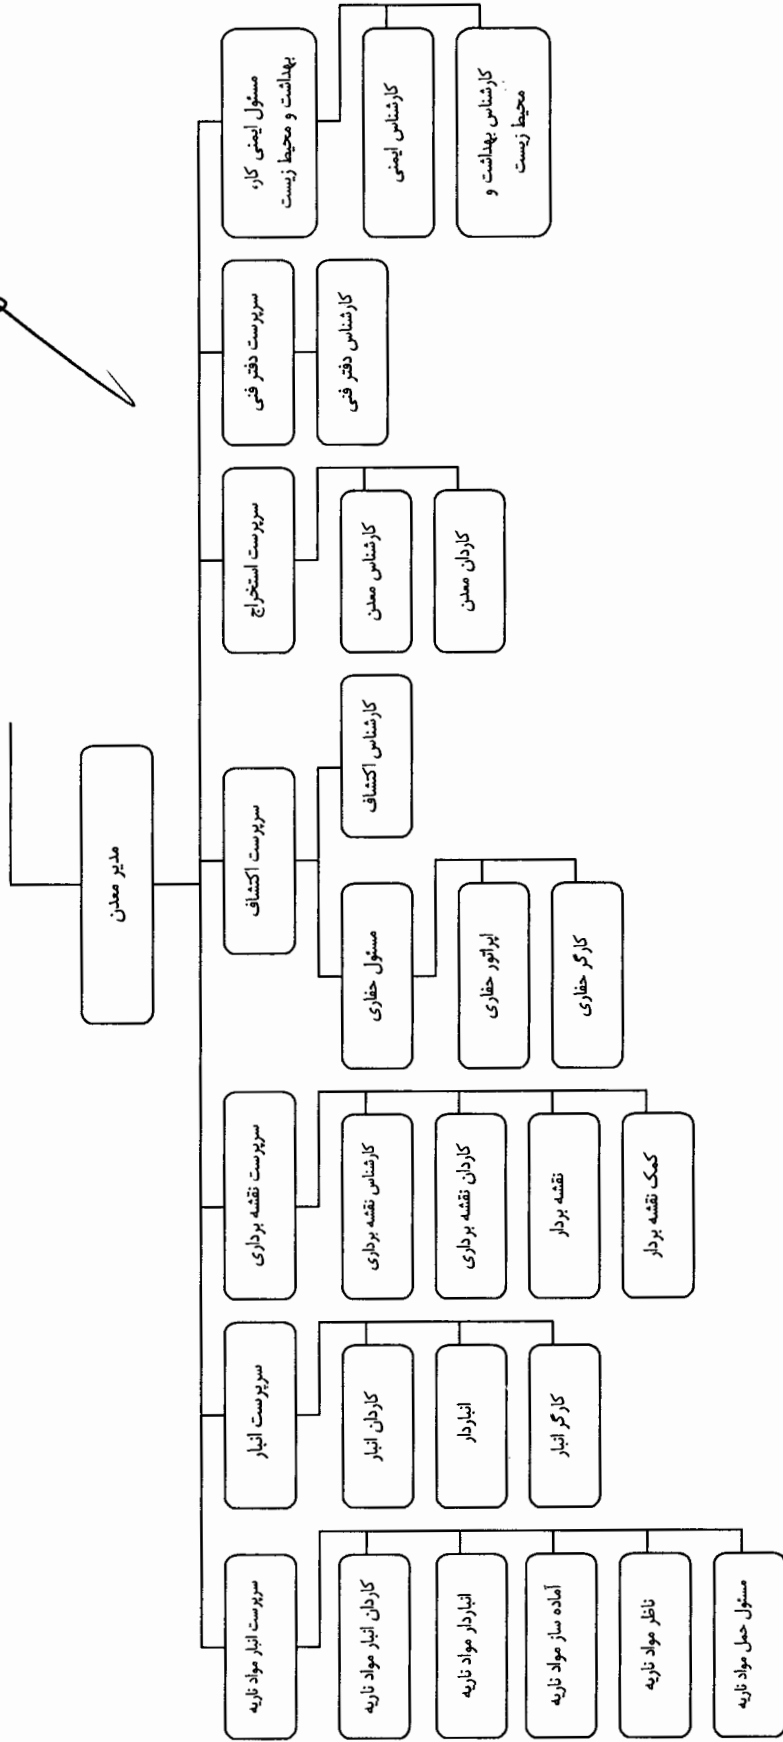 مدیر معدن
مسئول ایمنی کار،
بهداشت و محیط زیست
کارشناس ایمنی
کارشناس بهداشت و
محیط زیست
سرپرست دفتر فنی
کارشناس دفتر فنی
سرپرست استخراج
کارشناس معدن
کاردان معدن
سرپرست اکتشاف
کارشناس اکتشاف
مسئول حفاری
اپراتور حفاری
کارگر حفاری
سرپرست نقشه برداری
کارشناس نقشه برداری
کاردان نقشه برداری
نقشه بردار
کمک نقشه بردار
سرپرست انبار
کاردان انبار
انباردار
کارگر انبار
سرپرست انبار مواد ناریه
کاردان انبار مواد ناریه
انباردار مواد ناریه
آماده ساز مواد ناریه
ناظر مواد ناریه
مسئول حمل مواد ناریه